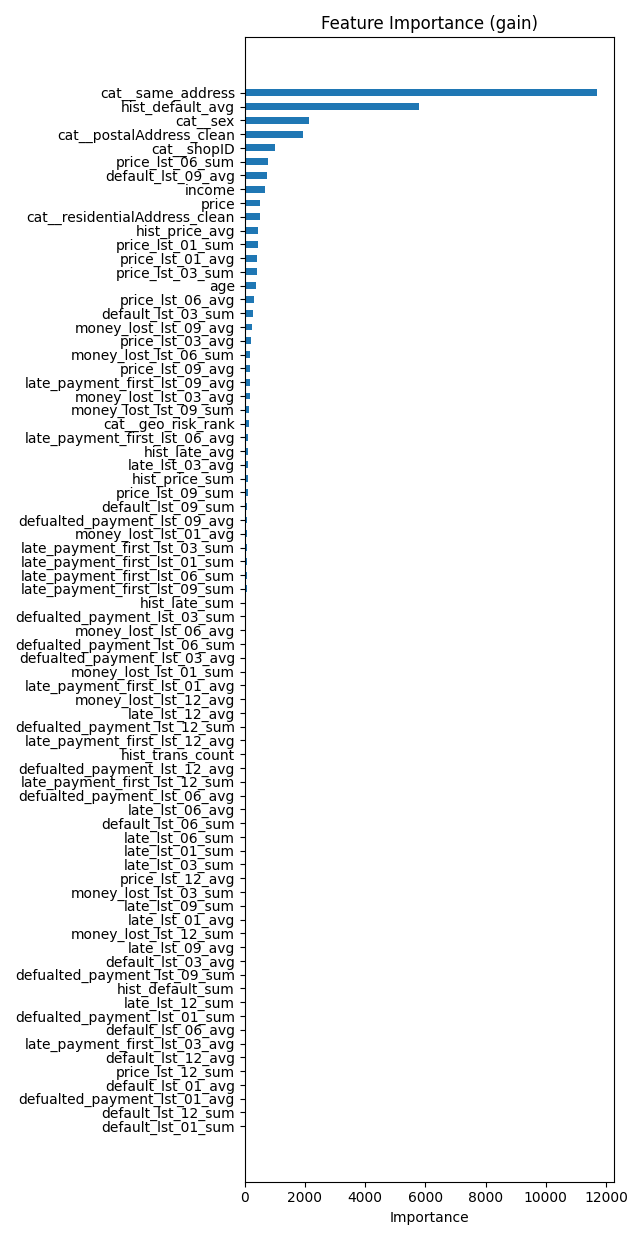 Feature Importance (gain)
cat__same_address
hist_default_avg
cat__sex
cat__postalAddress_clean
cat__shopID
price_lst_06_sum
default_lst_09_avg
income
price
cat__residentialAddress_clean
hist_price_avg
price_lst_01_sum
price_lst_01_avg
price_lst_03_sum
age
price_lst_06_avg
default_lst_03_sum
money_lost_lst_09_avg
price_lst_03_avg
money_lost_lst_06_sum
price_lst_09_avg
late_payment_first_lst_09_avg
money_lost_lst_03_avg
money_lost_lst_09_sum
cat__geo_risk_rank
late_payment_first_lst_06_avg
hist_late_avg
late_lst_03_avg
hist_price_sum
price_lst_09_sum
default_lst_09_sum
defualted_payment_lst_09_avg
money_lost_lst_01_avg
late_payment_first_lst_03_sum
late_payment_first_lst_01_sum
late_payment_first_lst_06_sum
late_payment_first_lst_09_sum
hist_late_sum
defualted_payment_lst_03_sum
money_lost_lst_06_avg
defualted_payment_lst_06_sum
defualted_payment_lst_03_avg
money_lost_lst_01_sum
late_payment_first_lst_01_avg
money_lost_lst_12_avg
late_lst_12_avg
defualted_payment_lst_12_sum
late_payment_first_lst_12_avg
hist_trans_count
defualted_payment_lst_12_avg
late_payment_first_lst_12_sum
defualted_payment_lst_06_avg
late_lst_06_avg
default_lst_06_sum
late_lst_06_sum
late_lst_01_sum
late_lst_03_sum
price_lst_12_avg
money_lost_lst_03_sum
late_lst_09_sum
late_lst_01_avg
money_lost_lst_12_sum
late_lst_09_avg
default_lst_03_avg
defualted_payment_lst_09_sum
hist_default_sum
late_lst_12_sum
defualted_payment_lst_01_sum
default_lst_06_avg
late_payment_first_lst_03_avg
default_lst_12_avg
price_lst_12_sum
default_lst_01_avg
defualted_payment_lst_01_avg
default_lst_12_sum
default_lst_01_sum
0 2000 4000 6000 8000 10000 12000
Importance